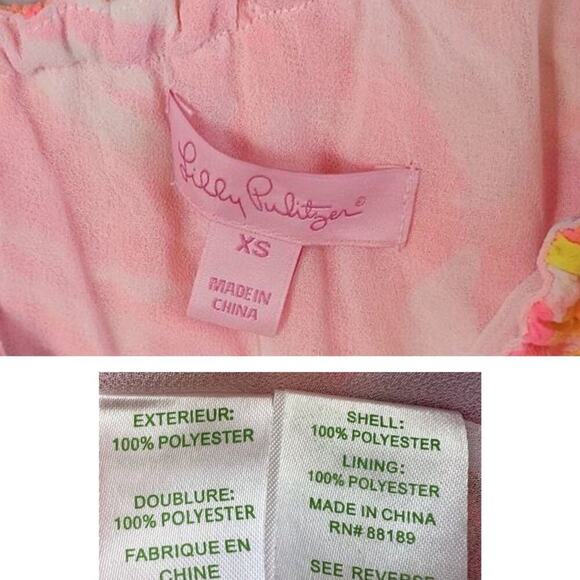 Lilly Pulitzer®
XS
MADE IN
CHINA
EXTERIEUR:
100% POLYESTER
DOUBLURE:
100% POLYESTER
FABRIQUE EN
CHINE
SHELL:
100% POLYESTER
LINING:
100% POLYESTER
MADE IN CHINA
RN# 88189
SEE REVERSE